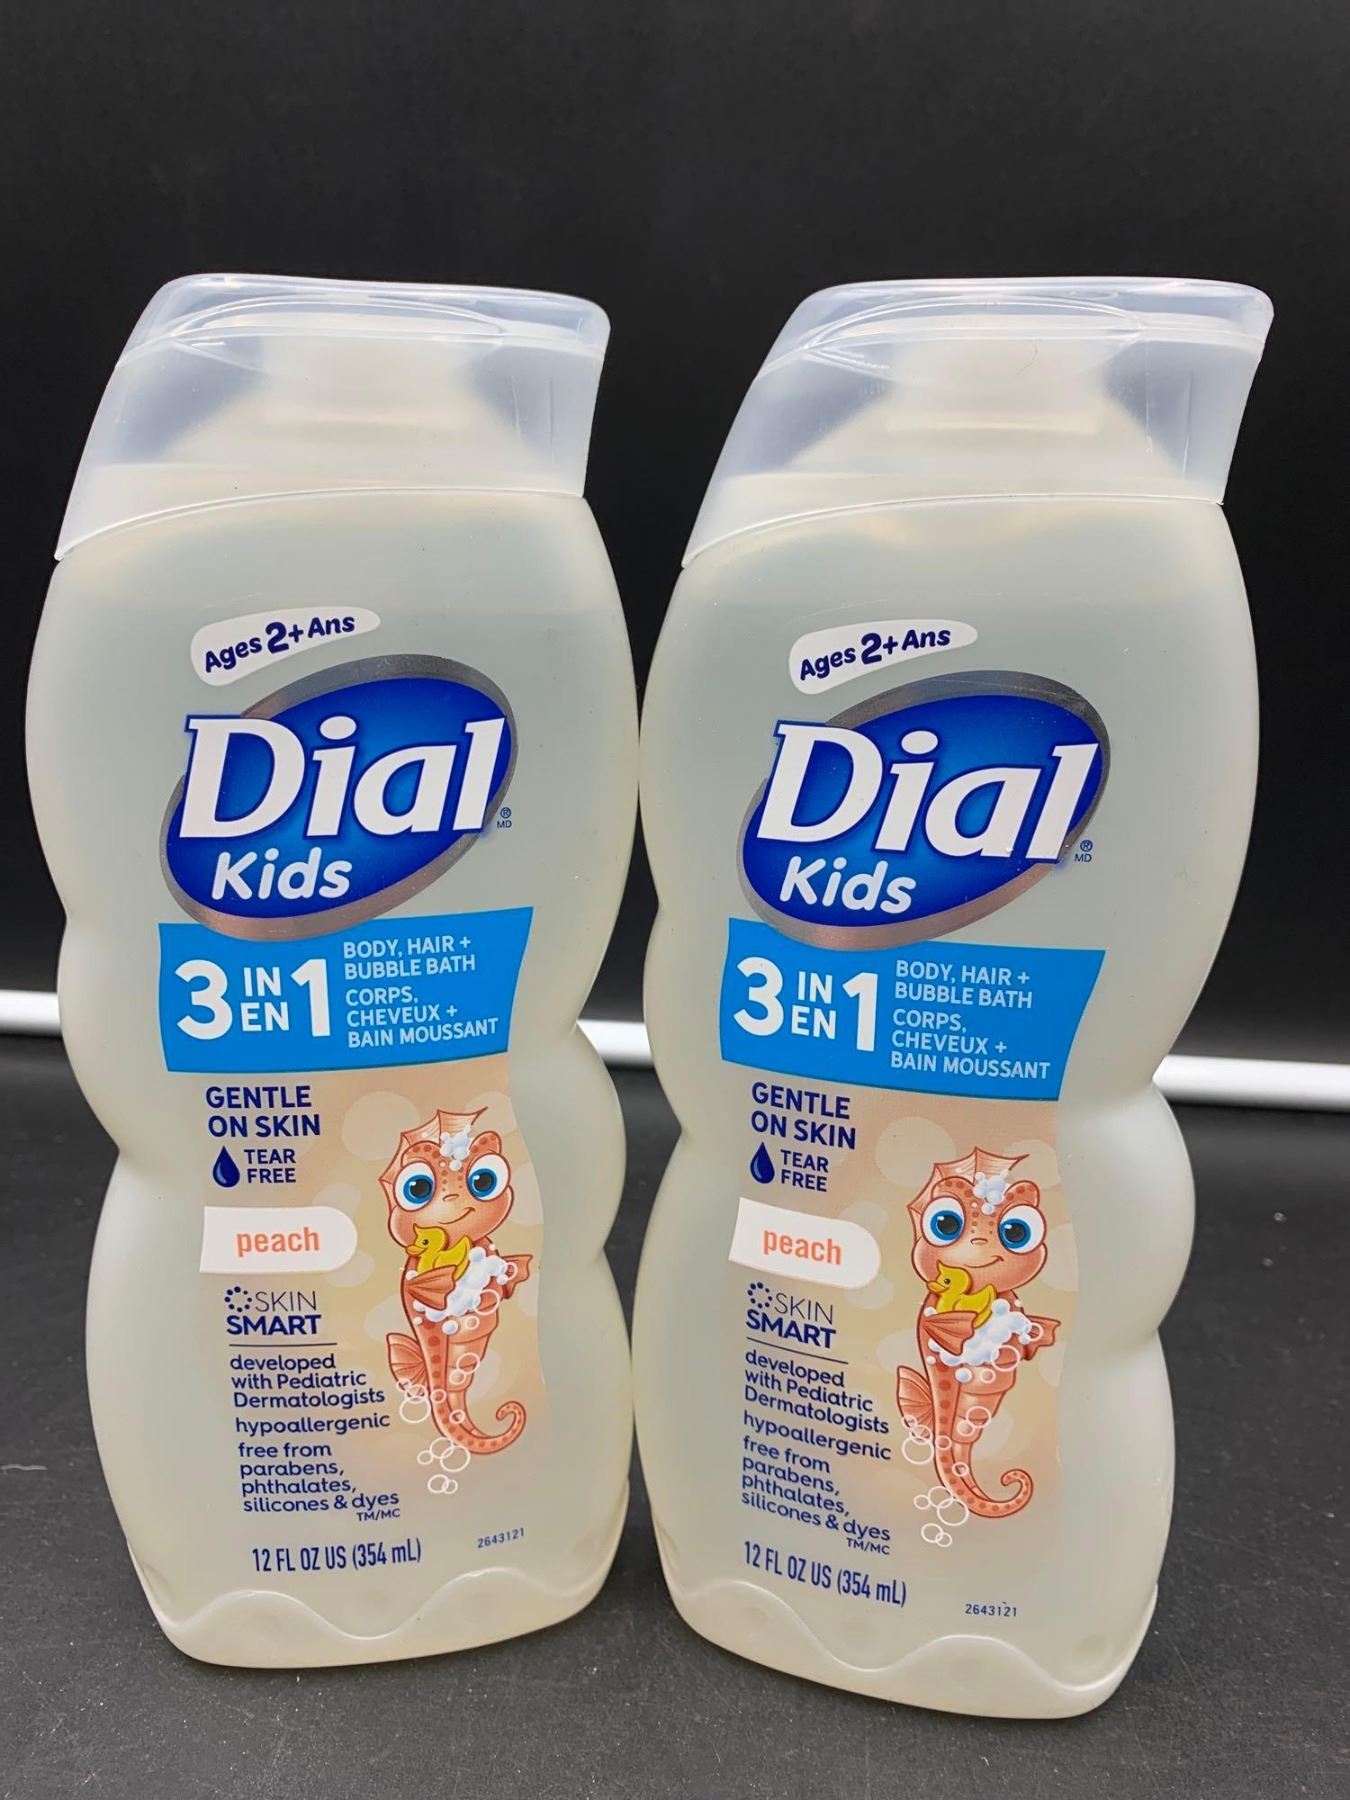 Ages 2+ Ans
Dial
®
MD
Kids
3 IN EN 1
BODY, HAIR +
BUBBLE BATH
CORPS,
CHEVEUX +
BAIN MOUSSANT
GENTLE
ON SKIN
TEAR
FREE
peach
SKIN
SMART
developed
with Pediatric
Dermatologists
hypoallergenic
free from
parabens,
phthalates,
silicones & dyes
TM/MC
12 FL OZ US (354 mL)
2643121
Ages 2+ Ans
Dial
®
MD
Kids
3 IN EN 1
BODY, HAIR +
BUBBLE BATH
CORPS,
CHEVEUX +
BAIN MOUSSANT
GENTLE
ON SKIN
TEAR
FREE
peach
SKIN
SMART
developed
with Pediatric
Dermatologists
hypoallergenic
free from
parabens,
phthalates,
silicones & dyes
TM/MC
12 FL OZ US (354 mL)
2643121